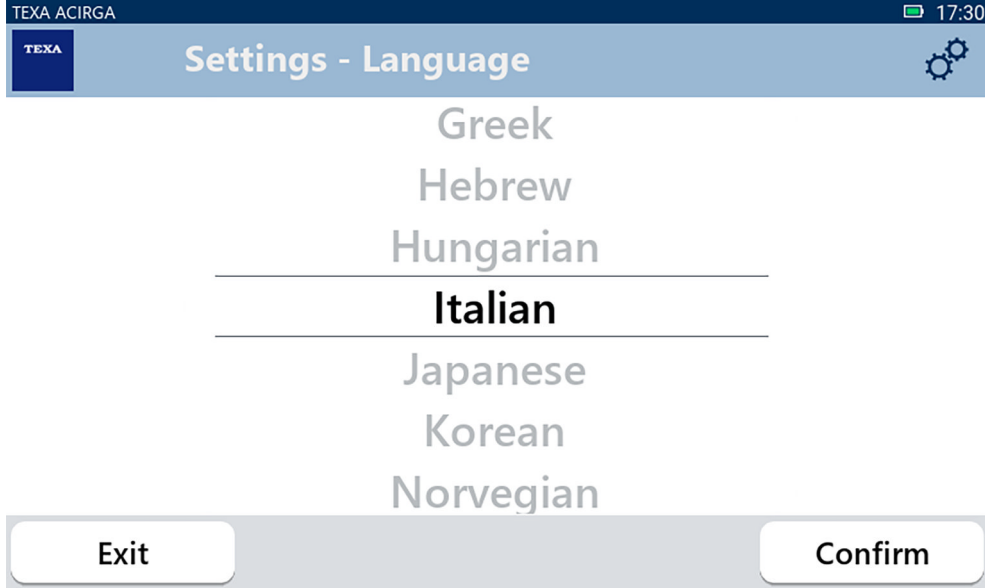 TEXA ACIRGA 17:30
TEXA
Settings - Language
Greek
Hebrew
Hungarian
Italian
Japanese
Korean
Norvegian
Exit Confirm